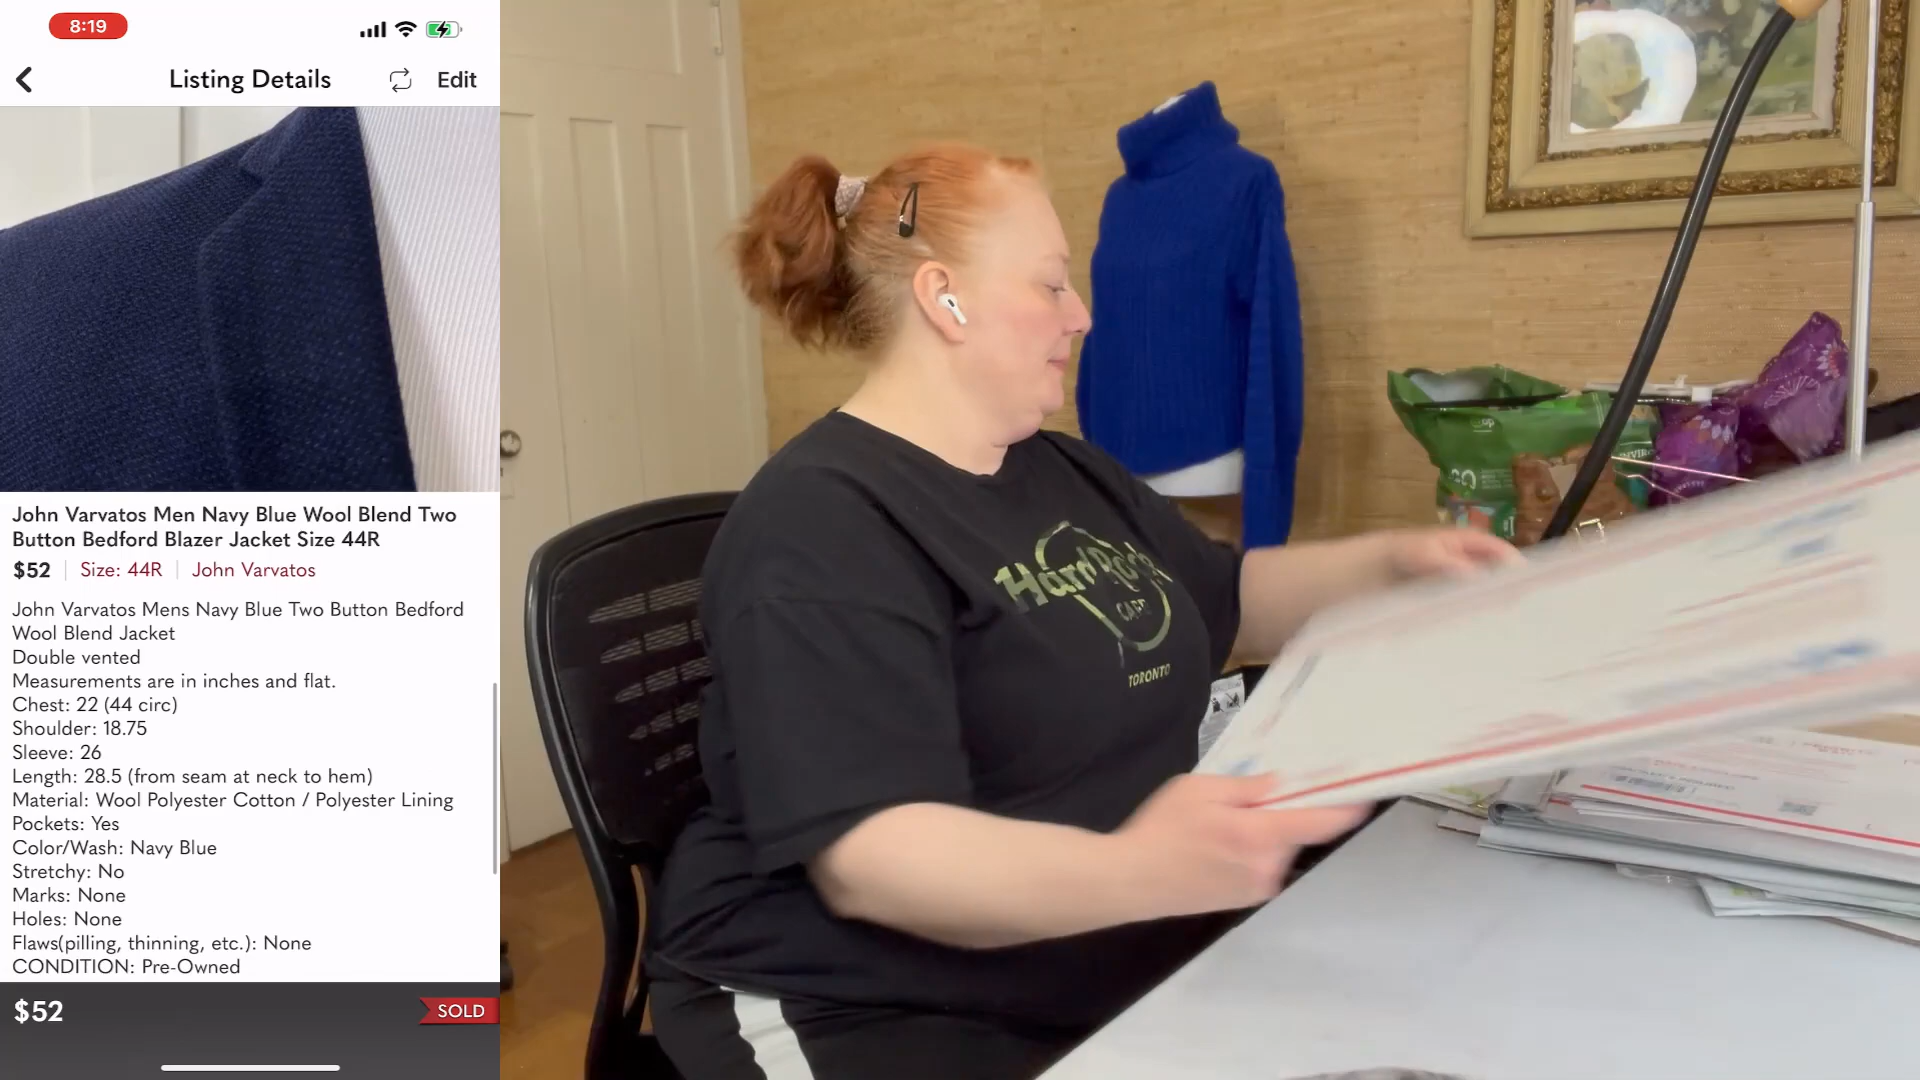 8:19
Listing Details
Edit
John Varvatos Men Navy Blue Wool Blend Two
Button Bedford Blazer Jacket Size 44R
$52 Size: 44R John Varvatos
John Varvatos Mens Navy Blue Two Button Bedford
Wool Blend Jacket
Double vented
Measurements are in inches and flat.
Chest: 22 (44 circ)
Shoulder: 18.75
Sleeve: 26
Length: 28.5 (from seam at neck to hem)
Material: Wool Polyester Cotton / Polyester Lining
Pockets: Yes
Color/Wash: Navy Blue
Stretchy: No
Marks: None
Holes: None
Flaws(pilling, thinning, etc.): None
CONDITION: Pre-Owned
$52
SOLD
Hard Rock
CAFE
TORONTO